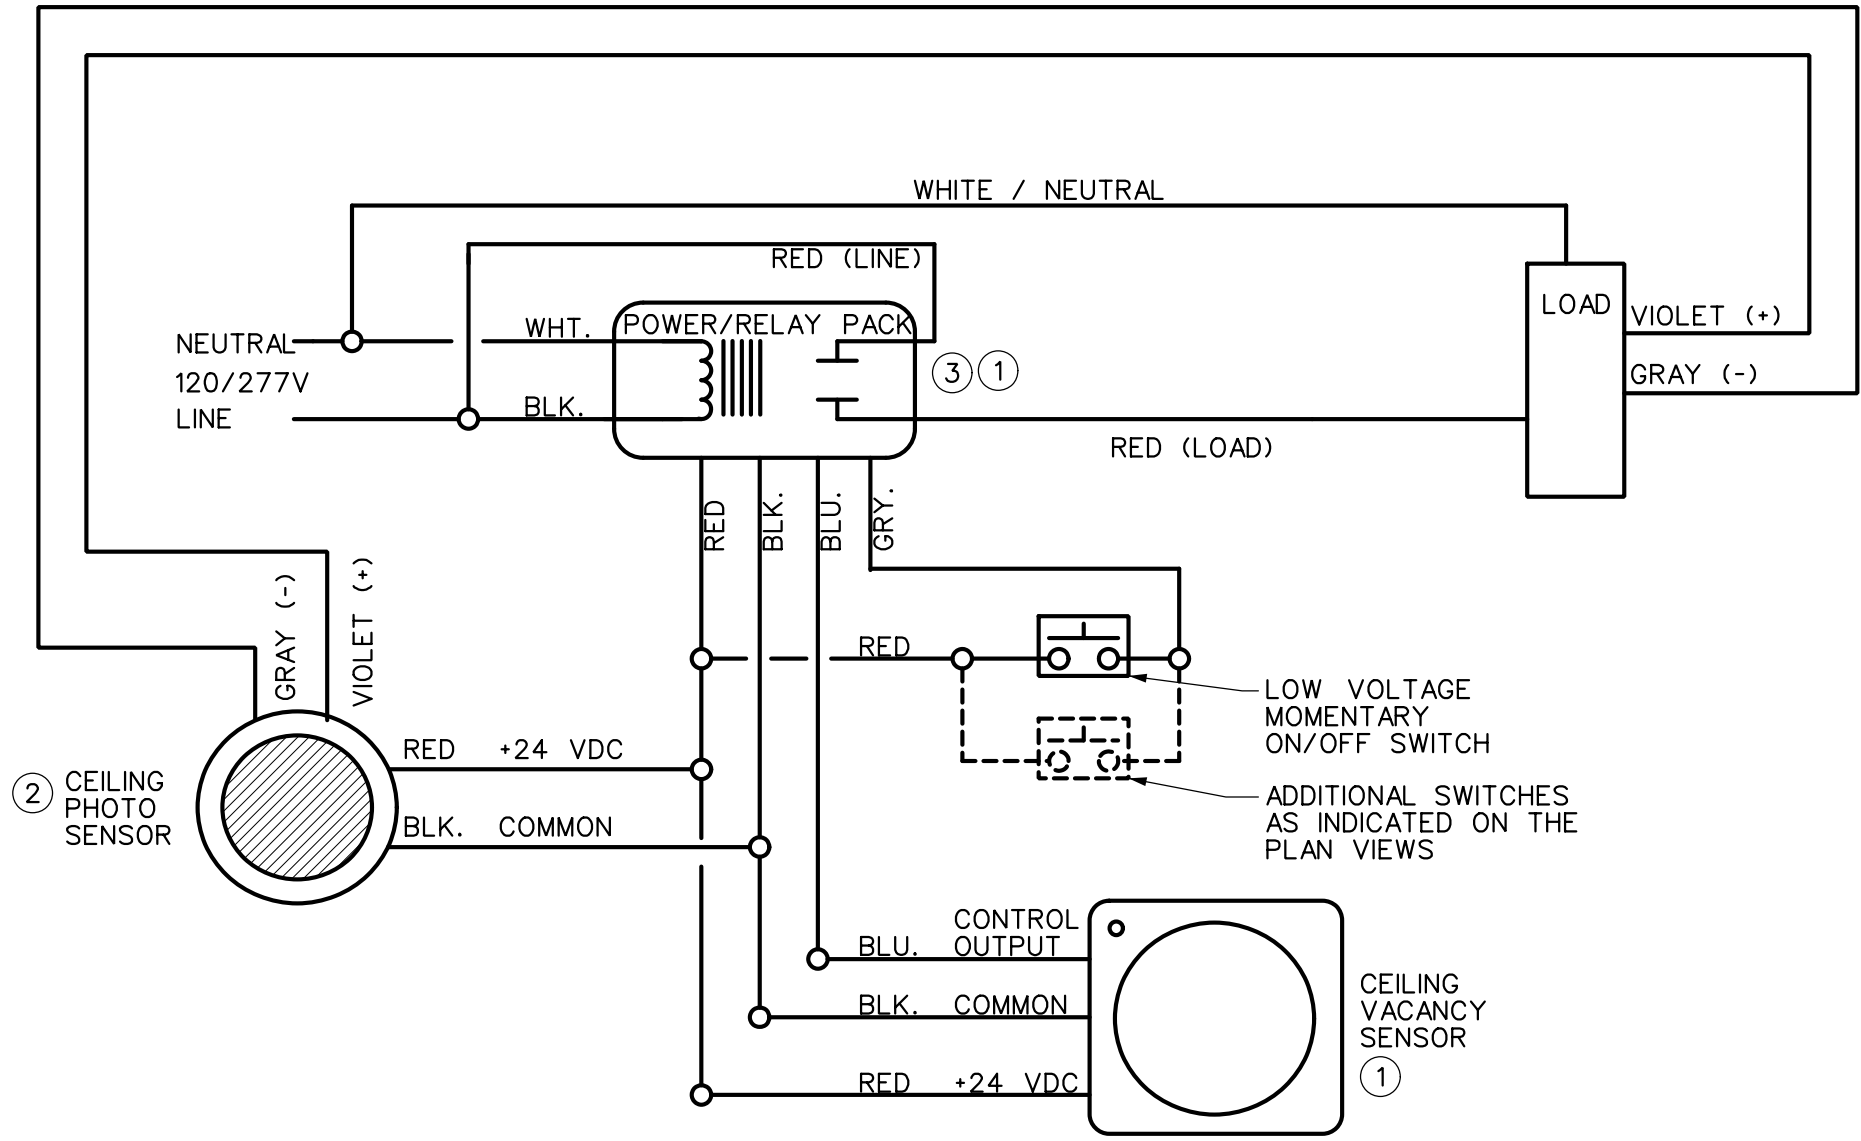 WHITE / NEUTRAL
RED (LINE)
LOAD
VIOLET (+)
GRAY (-)
NEUTRAL
120/277V
LINE
WHT.
BLK.
POWER/RELAY PACK
3
1
RED (LOAD)
RED
BLK.
BLU.
GRY.
GRAY (-)
VIOLET (+)
RED
LOW VOLTAGE
MOMENTARY
ON/OFF SWITCH
ADDITIONAL SWITCHES
AS INDICATED ON THE
PLAN VIEWS
2
CEILING
PHOTO
SENSOR
RED +24 VDC
BLK. COMMON
CONTROL
BLU. OUTPUT
BLK. COMMON
RED +24 VDC
CEILING
VACANCY
SENSOR
1